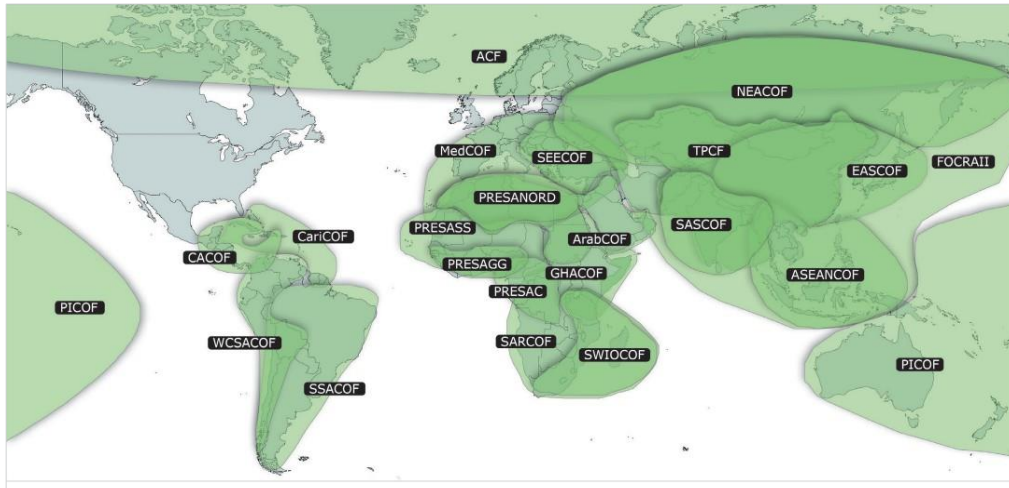 ACF
NEACOF
MedCOF
SEECOF
TPCF
EASCOF
FOCRAII
PRESANORD
PRESASS
CariCOF
ArabCOF
SASCOF
CACOF
PRESAGG
GHACOF
ASEANCOF
PRESAC
PICOF
WCSACOF
SARCOF
SWIOCOF
PICOF
SSACOF